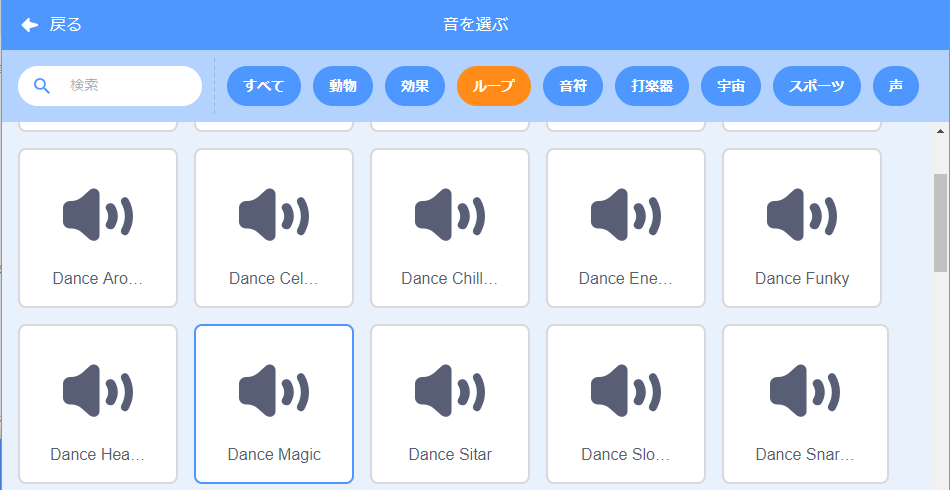 戻る
音を選ぶ
検索
すべて
動物
効果
ループ
音符
打楽器
宇宙
スポーツ
声
Dance Aro...
Dance Cel...
Dance Chill...
Dance Ene...
Dance Funky
Dance Hea...
Dance Magic
Dance Sitar
Dance Slo...
Dance Snar...